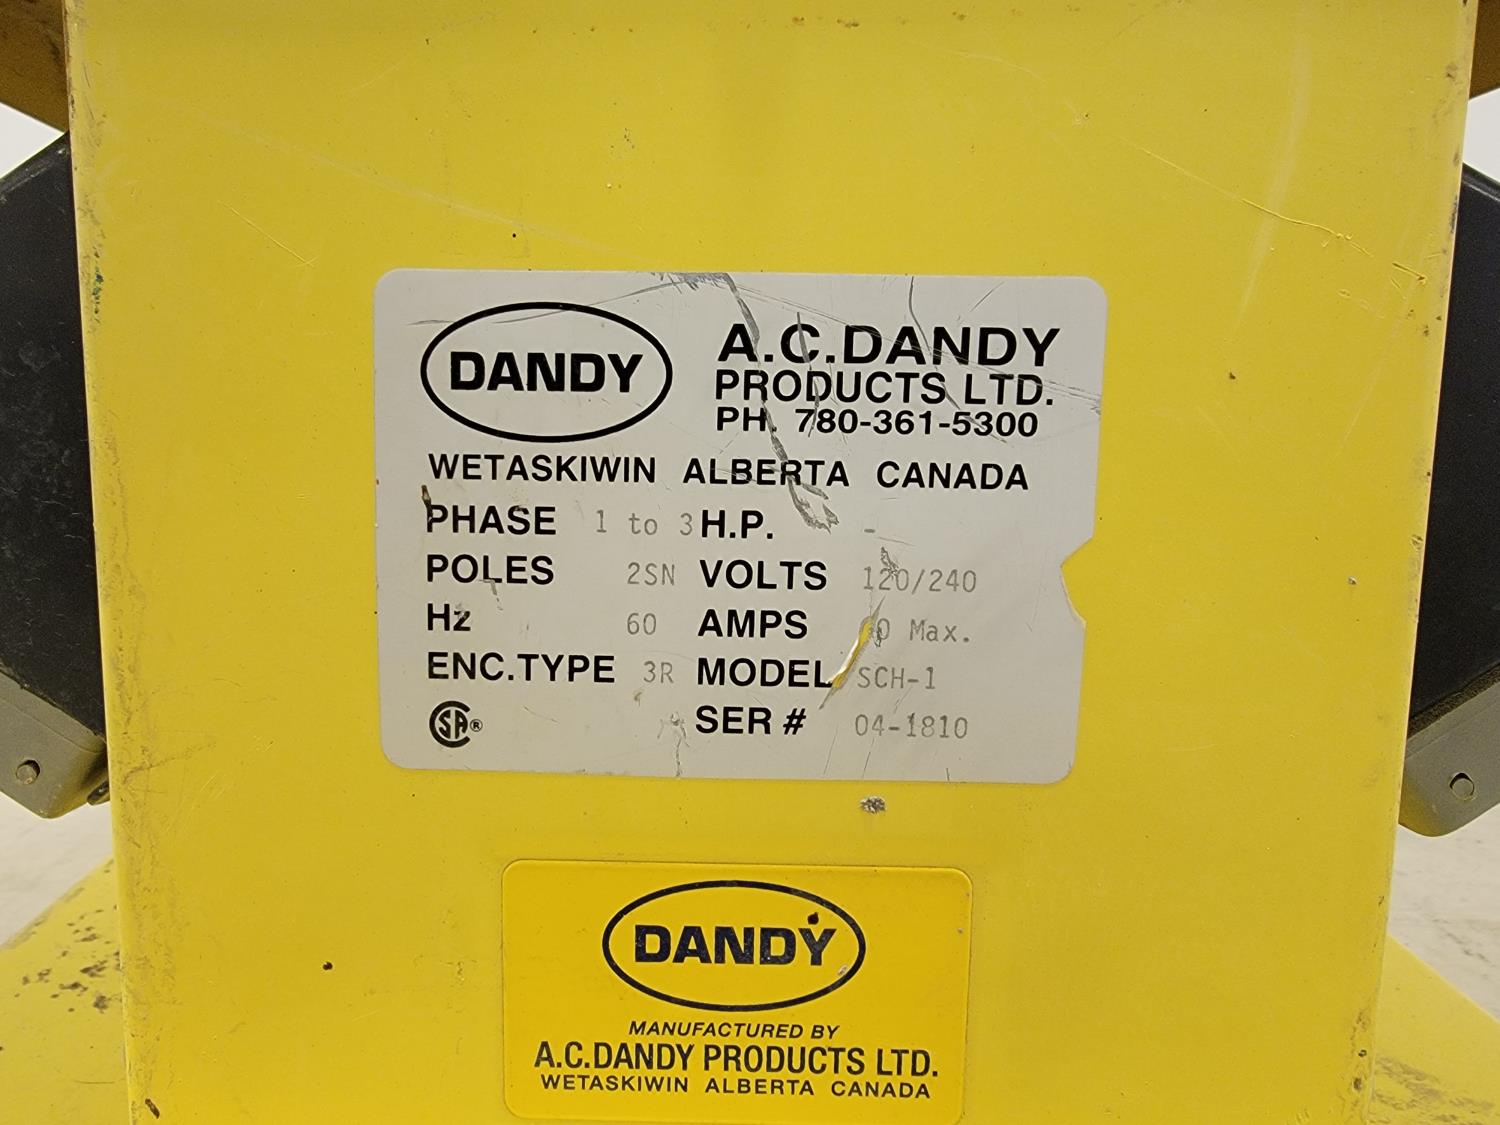 DANDY
A.C.DANDY
PRODUCTS LTD.
PH. 780-361-5300
WETASKIWIN ALBERTA CANADA
PHASE 1 to 3 H.P. -
POLES 2SN VOLTS 120/240
Hz 60 AMPS Max.
ENC.TYPE 3R MODEL SCH-1
SA® SER # 04-1810
DANDY
MANUFACTURED BY
A.C.DANDY PRODUCTS LTD.
WETASKIWIN ALBERTA CANADA